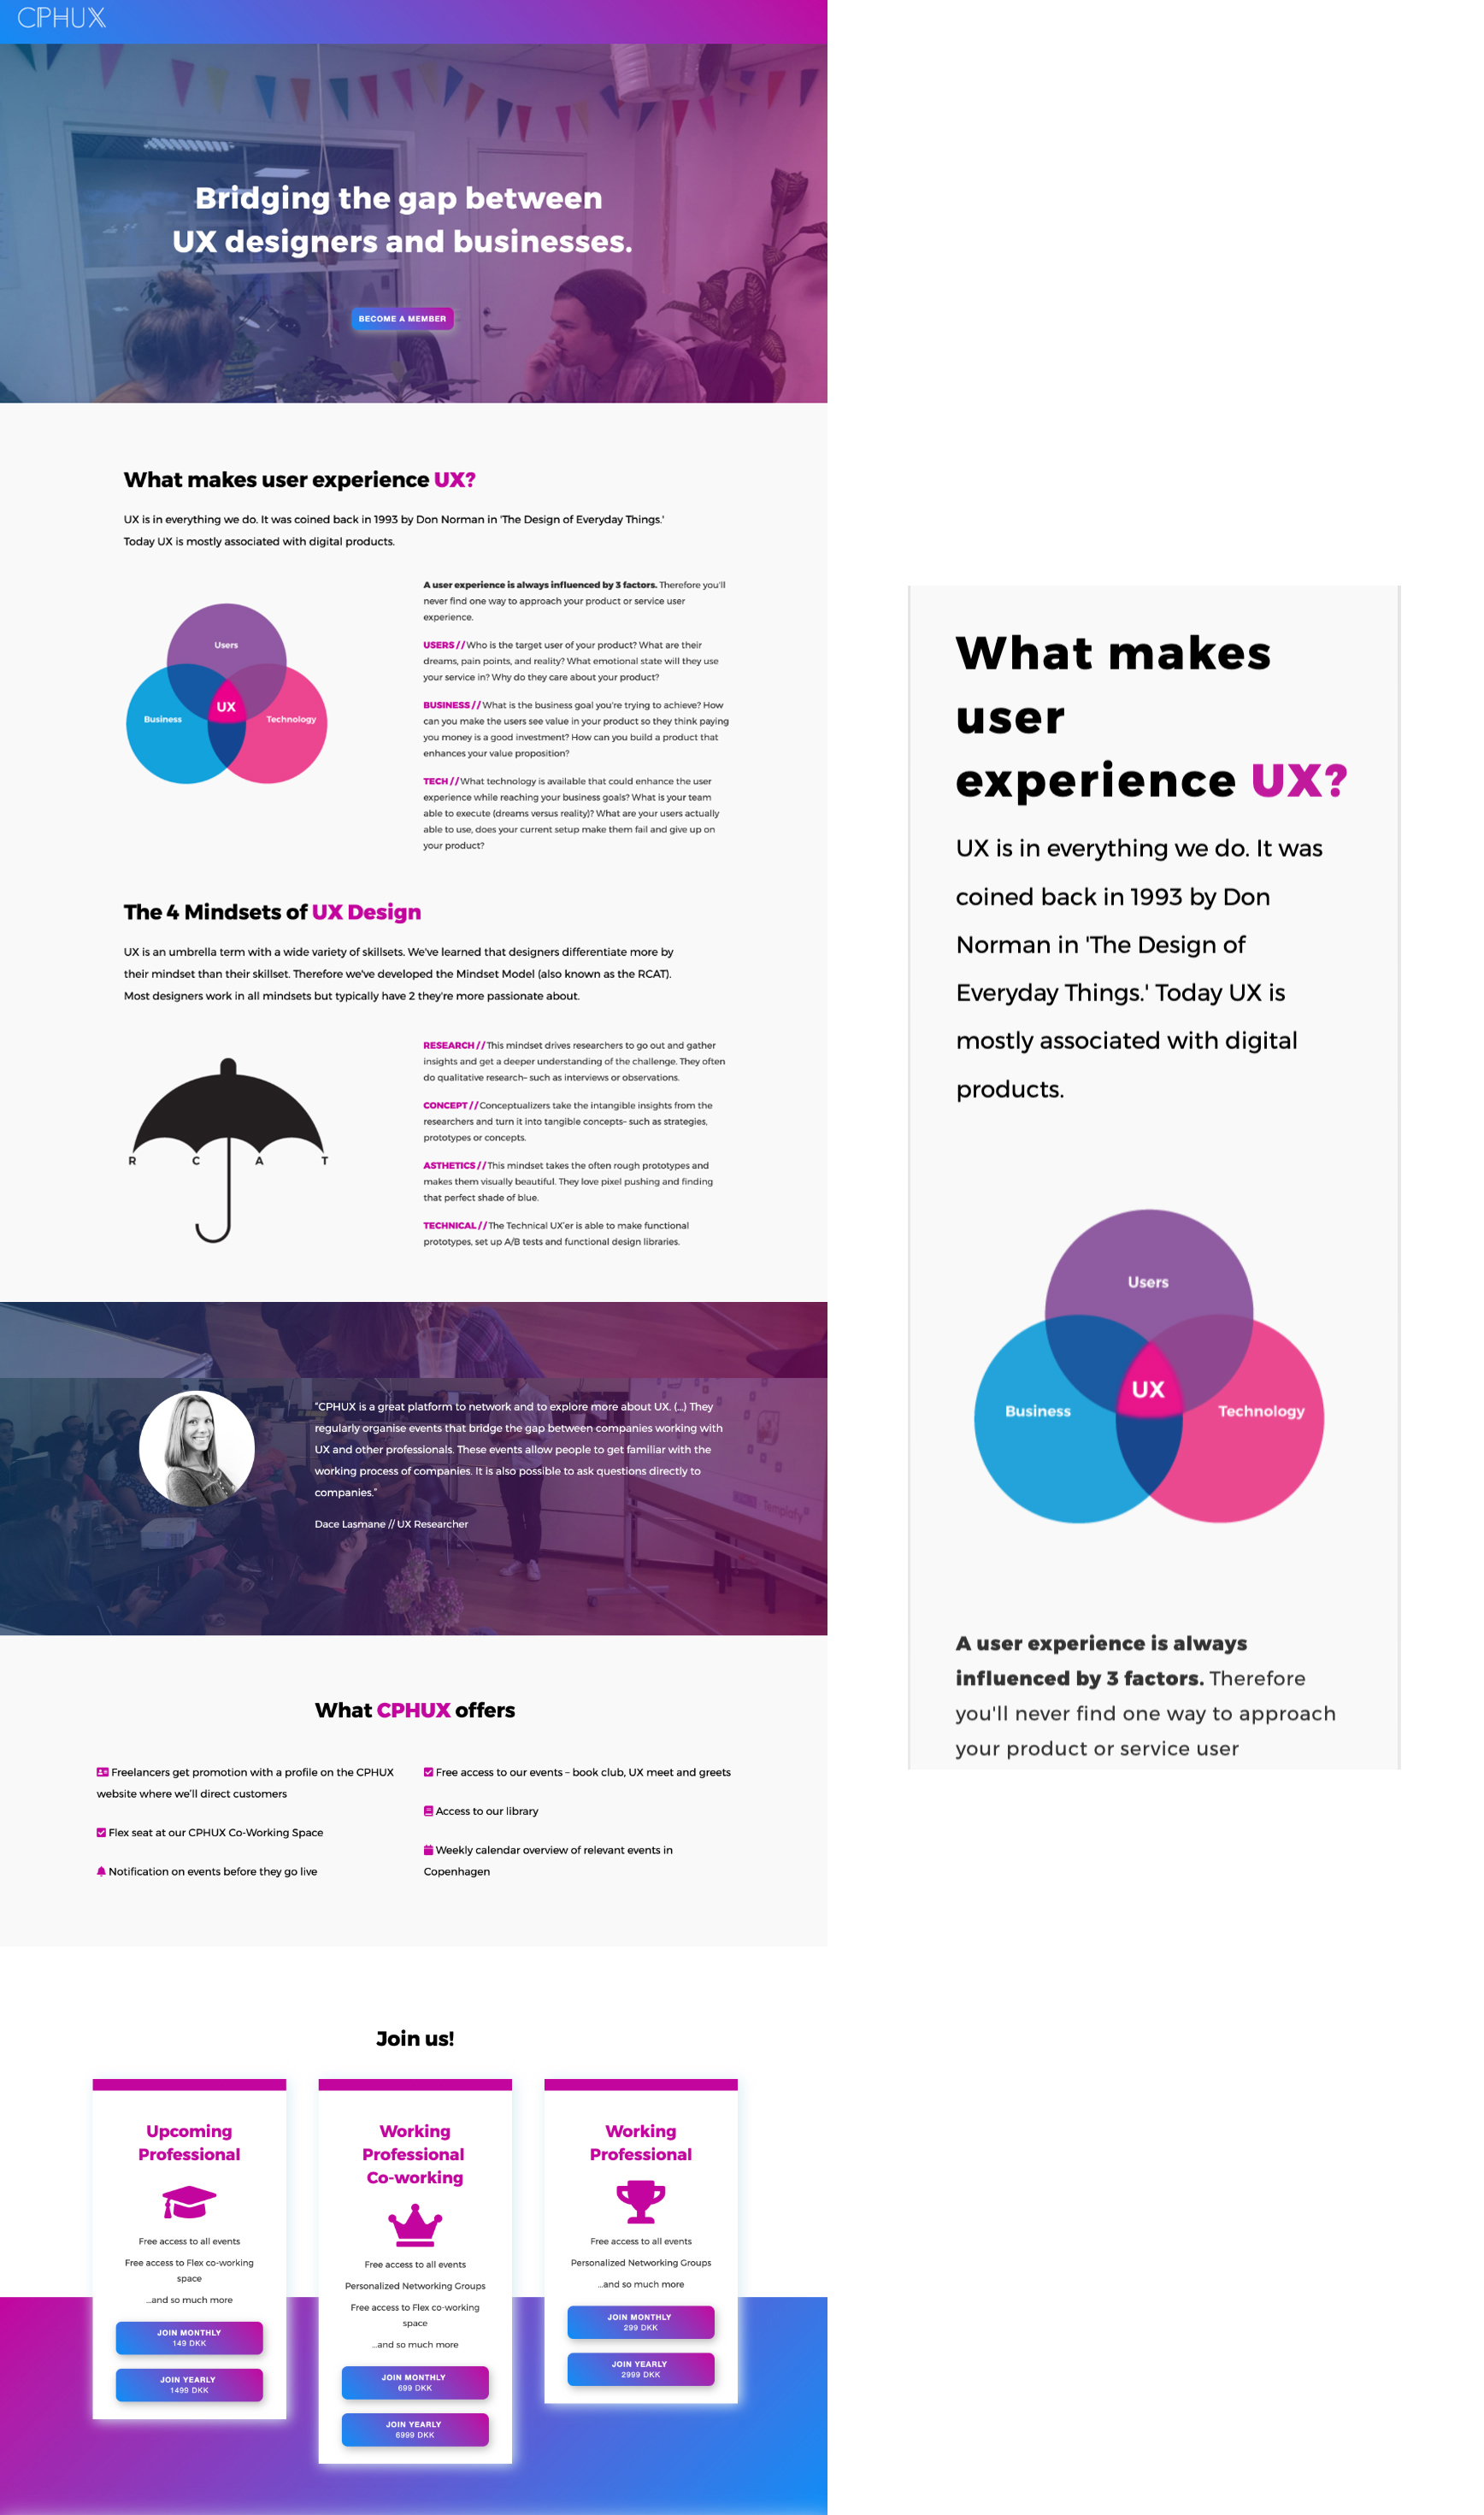 CPHUX
Bridging the gap between
UX designers and businesses.
BECOME A MEMBER
What makes user experience UX?
UX is in everything we do. It was coined back in 1993 by Don Norman in 'The Design of Everyday Things.'
Today UX is mostly associated with digital products.
Users
UX
Business
Technology
A user experience is always influenced by 3 factors. Therefore you'll
never find one way to approach your product or service user
experience.
USERS // Who is the target user of your product? What are their
dreams, pain points, and reality? What emotional state will they use
your service in? Why do they care about your product?
BUSINESS // What is the business goal you're trying to achieve? How
can you make the users see value in your product so they think paying
you money is a good investment? How can you build a product that
enhances your value proposition?
TECH // What technology is available that could enhance the user
experience while reaching your business goals? What is your team
able to execute (dreams versus reality)? What are your users actually
able to use, does your current setup make them fail and give up on
your product?
The 4 Mindsets of UX Design
UX is an umbrella term with a wide variety of skillsets. We've learned that designers differentiate more by
their mindset than their skillset. Therefore we've developed the Mindset Model (also known as the RCAT).
Most designers work in all mindsets but typically have 2 they're more passionate about.
R C A T
RESEARCH // This mindset drives researchers to go out and gather
insights and get a deeper understanding of the challenge. They often
do qualitative research– such as interviews or observations.
CONCEPT // Conceptualizers take the intangible insights from the
researchers and turn it into tangible concepts– such as strategies,
prototypes or concepts.
ASTHETICS // This mindset takes the often rough prototypes and
makes them visually beautiful. They love pixel pushing and finding
that perfect shade of blue.
TECHNICAL // The Technical UX'er is able to make functional
prototypes, set up A/B tests and functional design libraries.
"CPHUX is a great platform to network and to explore more about UX. (...) They
regularly organise events that bridge the gap between companies working with
UX and other professionals. These events allow people to get familiar with the
working process of companies. It is also possible to ask questions directly to
companies."
Dace Lasmane // UX Researcher
Templafy
What CPHUX offers
Freelancers get promotion with a profile on the CPHUX
website where we'll direct customers
Flex seat at our CPHUX Co-Working Space
Notification on events before they go live
Free access to our events – book club, UX meet and greets
Access to our library
Weekly calendar overview of relevant events in
Copenhagen
Join us!
Upcoming
Professional
Free access to all events
Free access to Flex co-working
space
...and so much more
JOIN MONTHLY
149 DKK
JOIN YEARLY
1499 DKK
Working
Professional
Co-working
Free access to all events
Personalized Networking Groups
Free access to Flex co-working
space
...and so much more
JOIN MONTHLY
699 DKK
JOIN YEARLY
6999 DKK
Working
Professional
Free access to all events
Personalized Networking Groups
...and so much more
JOIN MONTHLY
299 DKK
JOIN YEARLY
2999 DKK
What makes
user
experience UX?
UX is in everything we do. It was
coined back in 1993 by Don
Norman in 'The Design of
Everyday Things.' Today UX is
mostly associated with digital
products.
Users
UX
Business
Technology
A user experience is always
influenced by 3 factors. Therefore
you'll never find one way to approach
your product or service user